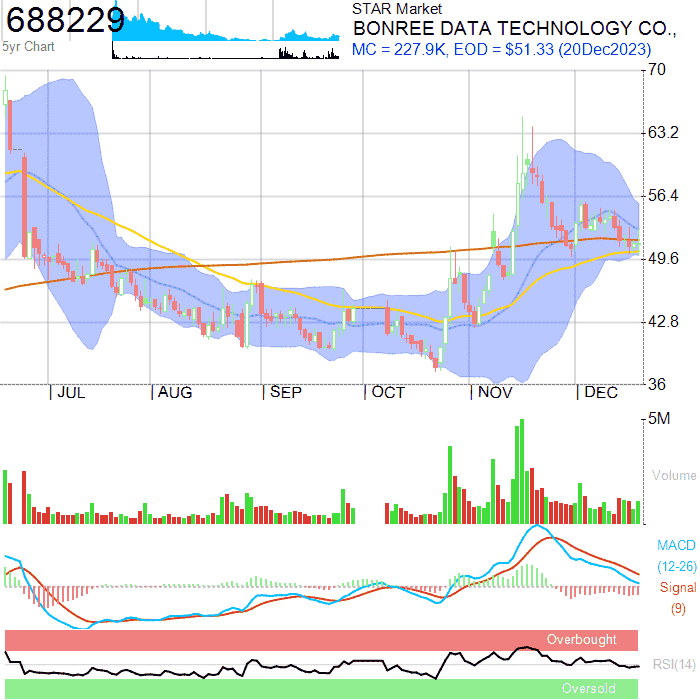 688229
5yr Chart
STAR Market
BONREE DATA TECHNOLOGY CO.,
MC = 227.9K, EOD = $51.33 (20Dec2023)
70
63.2
56.4
49.6
42.8
36
JUL AUG SEP OCT NOV DEC
5M
Volume
MACD
(12-26)
Signal
(9)
Overbought
RSI(14)
Oversold